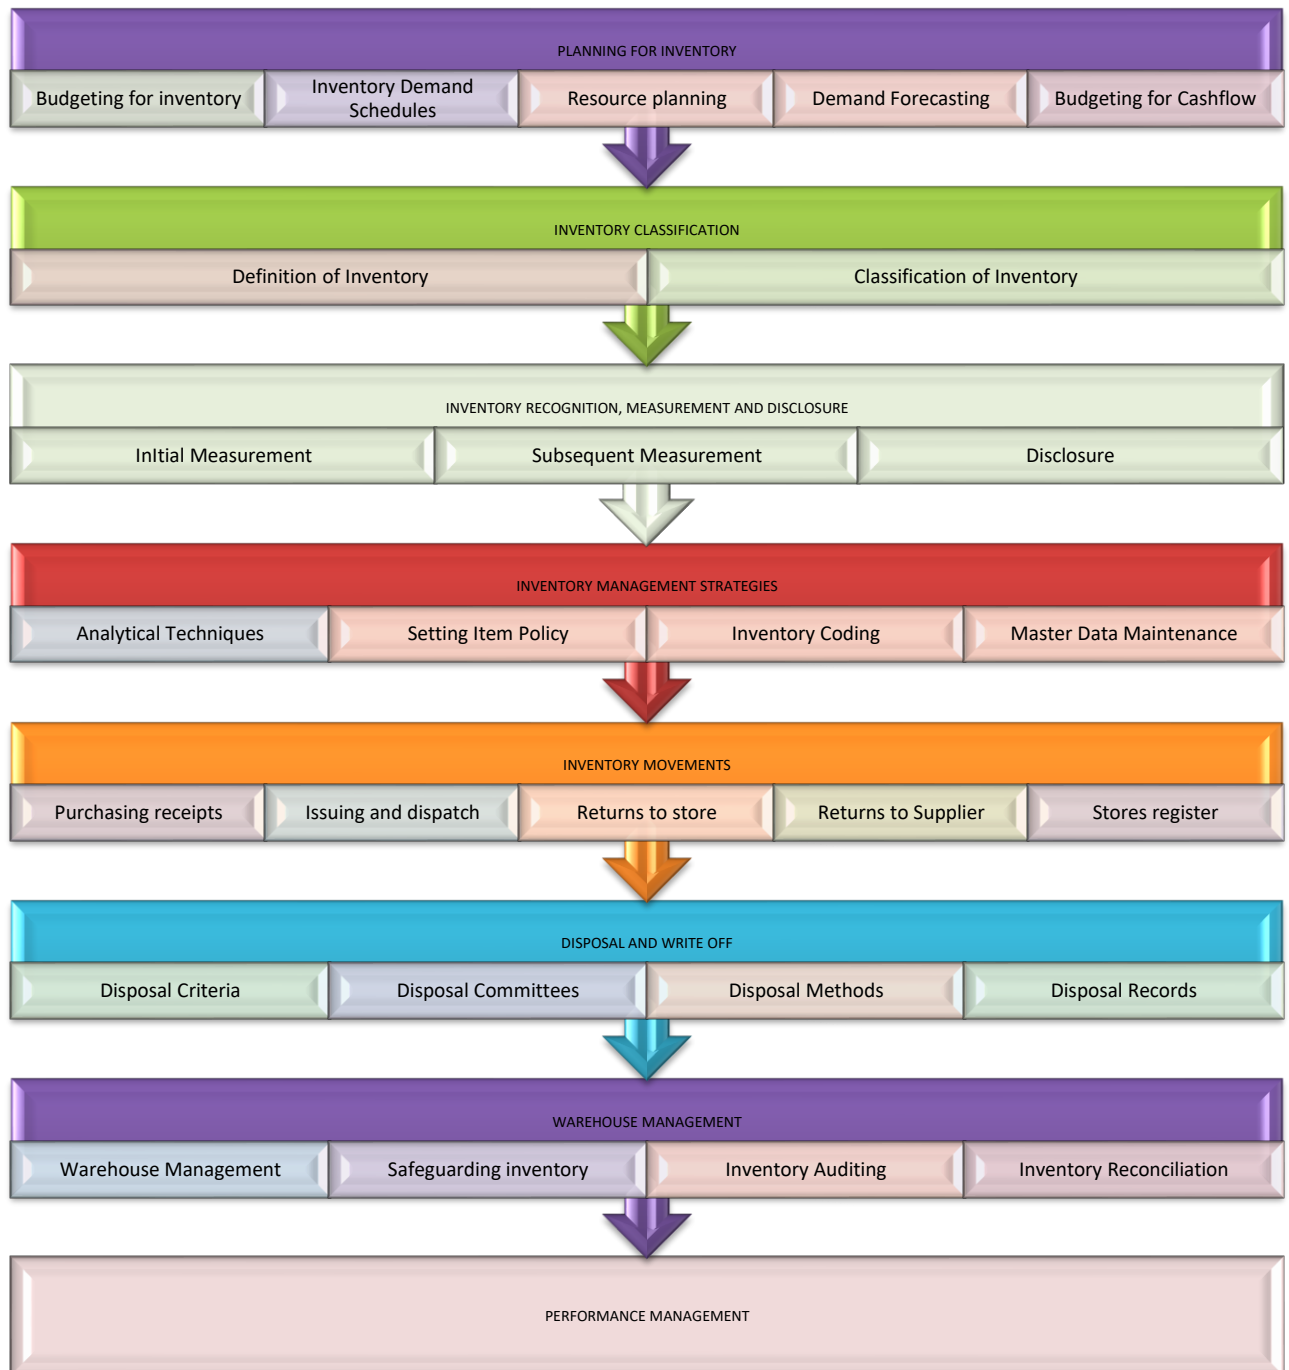 PLANNING FOR INVENTORY
Budgeting for inventory
Inventory Demand
Schedules
Resource planning
Demand Forecasting
Budgeting for Cashflow
INVENTORY CLASSIFICATION
Definition of Inventory
Classification of Inventory
INVENTORY RECOGNITION, MEASUREMENT AND DISCLOSURE
InItial Measurement
Subsequent Measurement
Disclosure
INVENTORY MANAGEMENT STRATEGIES
Analytical Techniques
Setting Item Policy
Inventory Coding
Master Data Maintenance
INVENTORY MOVEMENTS
Purchasing receipts
Issuing and dispatch
Returns to store
Returns to Supplier
Stores register
DISPOSAL AND WRITE OFF
Disposal Criteria
Disposal Committees
Disposal Methods
Disposal Records
WAREHOUSE MANAGEMENT
Warehouse Management
Safeguarding inventory
Inventory Auditing
Inventory Reconciliation
PERFORMANCE MANAGEMENT